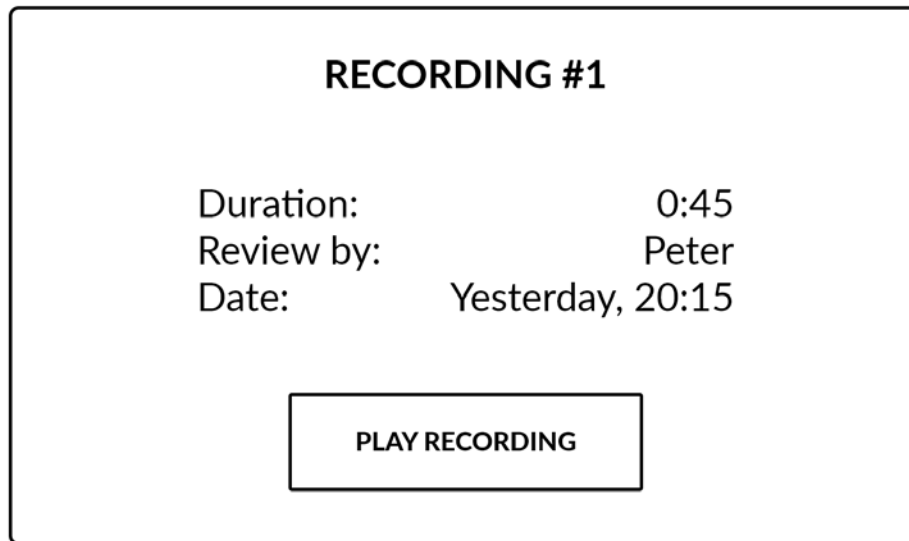 RECORDING #1
Duration: 0:45
Review by: Peter
Date: Yesterday, 20:15
PLAY RECORDING